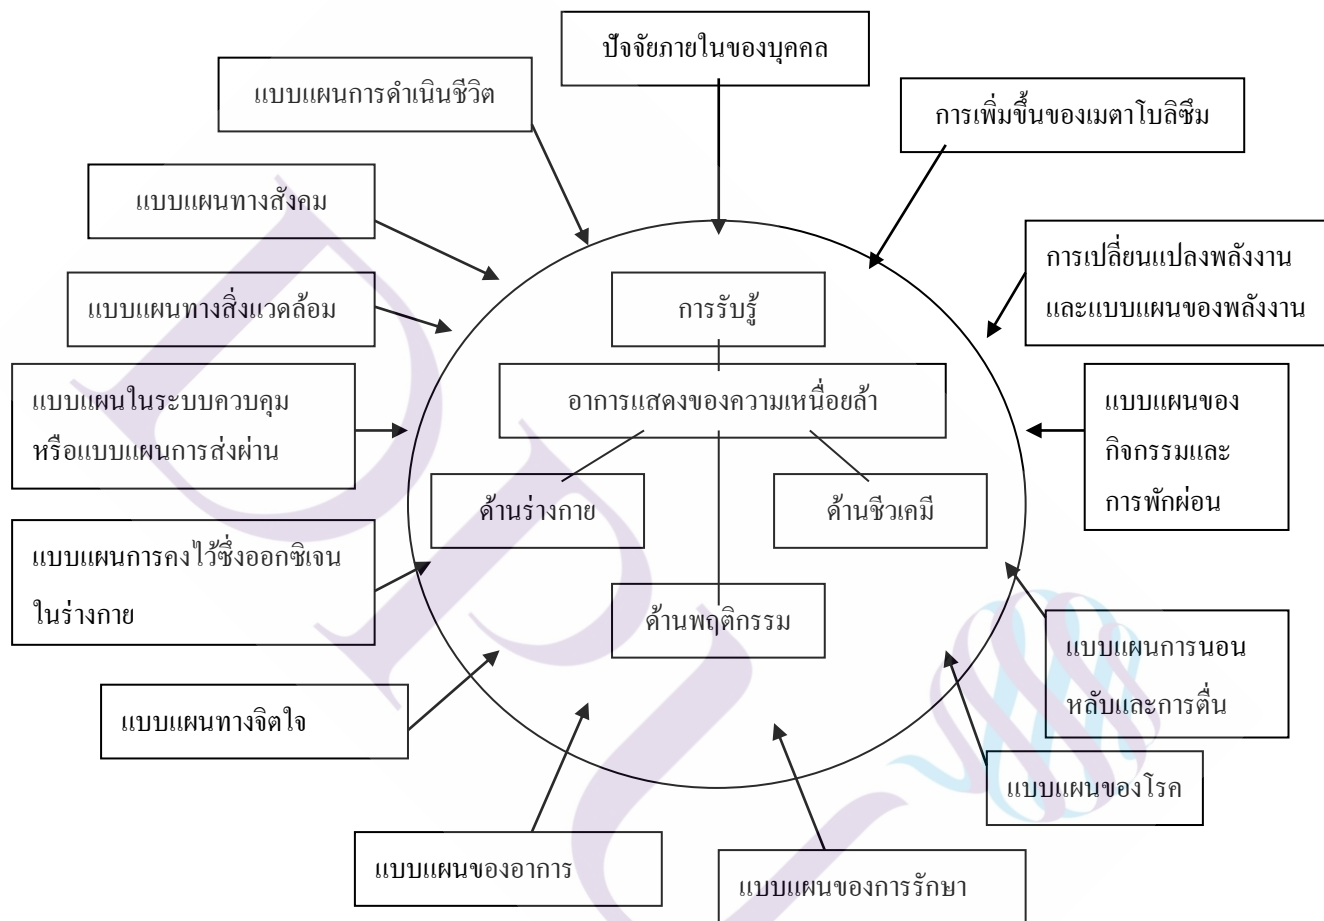 ปัจจัยภายในของบุคคล
แบบแผนการดำเนินชีวิต
การเพิ่มขึ้นของเมตาโบลิซึม
แบบแผนทางสังคม
การเปลี่ยนแปลงพลังงาน
และแบบแผนของพลังงาน
แบบแผนทางสิ่งแวดล้อม
การรับรู้
แบบแผนในระบบควบคุม
หรือแบบแผนการส่งผ่าน
อาการแสดงของความเหนื่อยล้า
แบบแผนของ
กิจกรรมและ
การพักผ่อน
ด้านร่างกาย
ด้านชีวเคมี
แบบแผนการคงไว้ซึ่งออกซิเจน
ในร่างกาย
ด้านพฤติกรรม
แบบแผนการนอน
หลับและการตื่น
แบบแผนทางจิตใจ
แบบแผนของโรค
แบบแผนของอาการ
แบบแผนของการรักษา
DPU